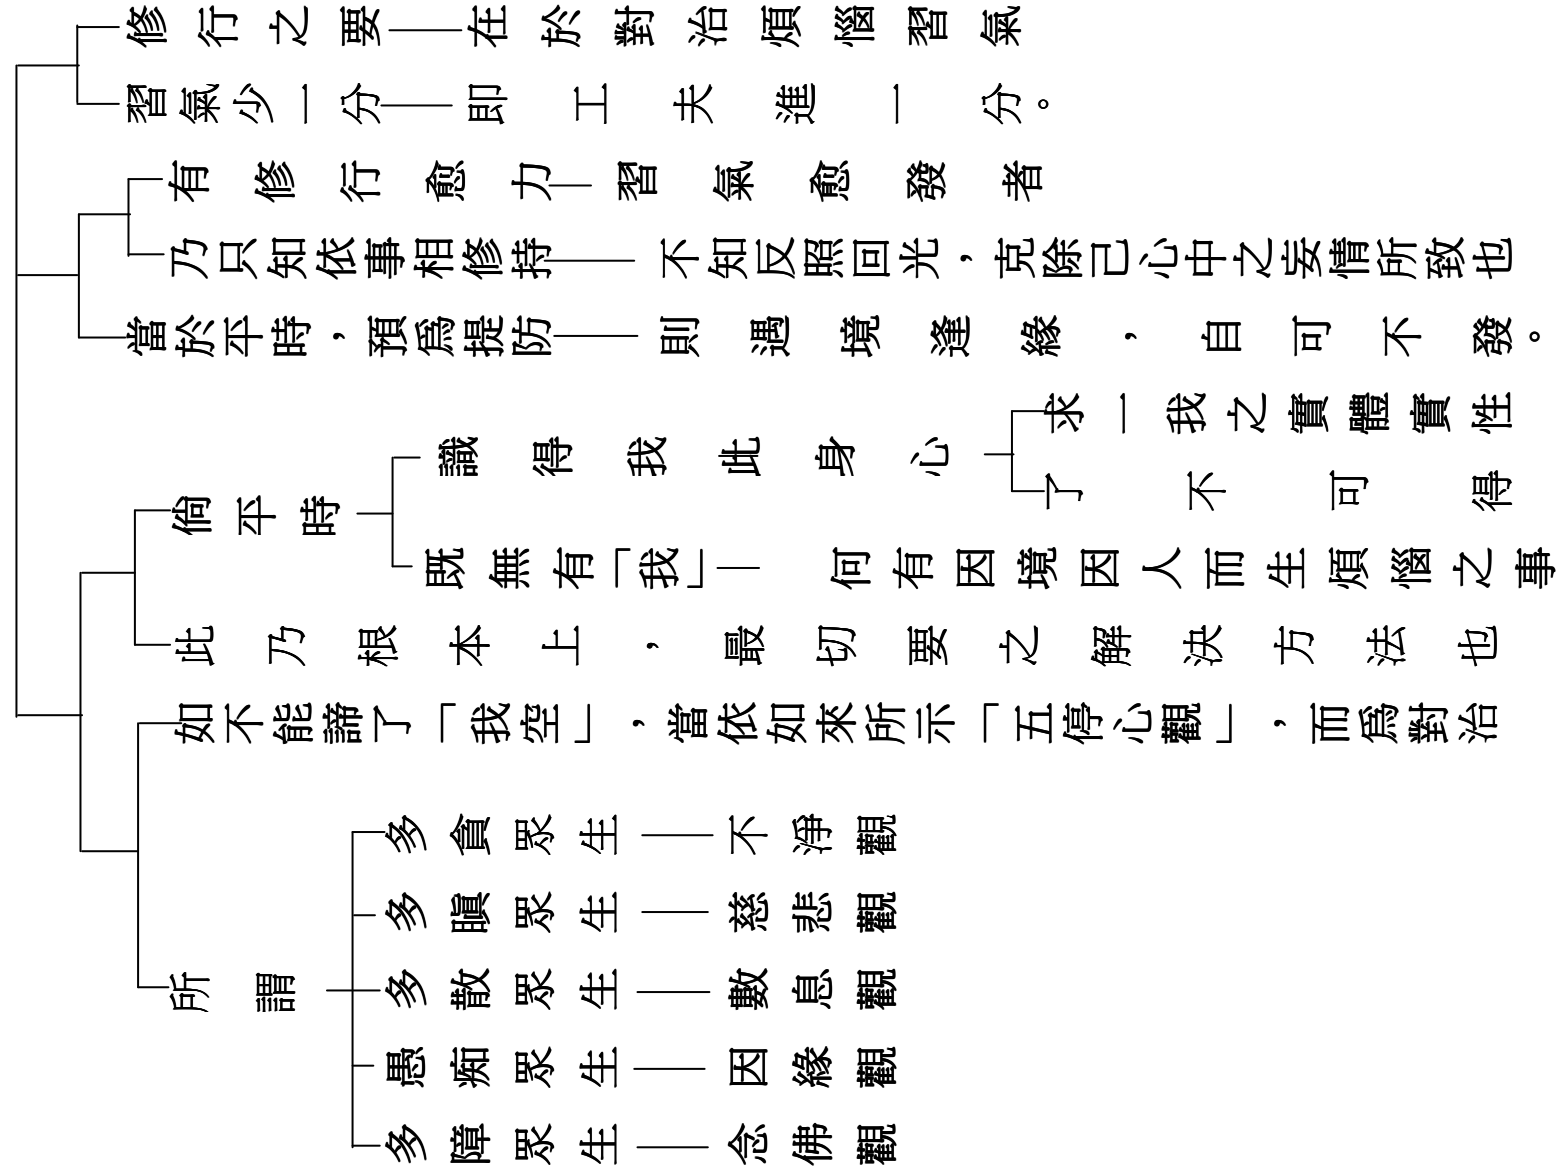 修行之要──在於對治煩惱習氣
習氣少一分──即工夫進一分。
有修行愈力─習氣愈發者
乃只知依事相修持──不知反照回光,克除己心中之妄情所致也
當於平時,預爲提防──則遇境逢緣,自可不發。
倘平時
識得我此身心
求一我之實體實性
了不可得
既無有「我」─何有因境因人而生煩惱之事
此乃根本上,最切要之解決方法也
如不能諦了「我空」,當依如來所示「五停心觀」,而爲對治
所謂
多貪眾生──不淨觀
多瞋眾生──慈悲觀
多散眾生──數息觀
愚痴眾生──因緣觀
多障眾生──念佛觀